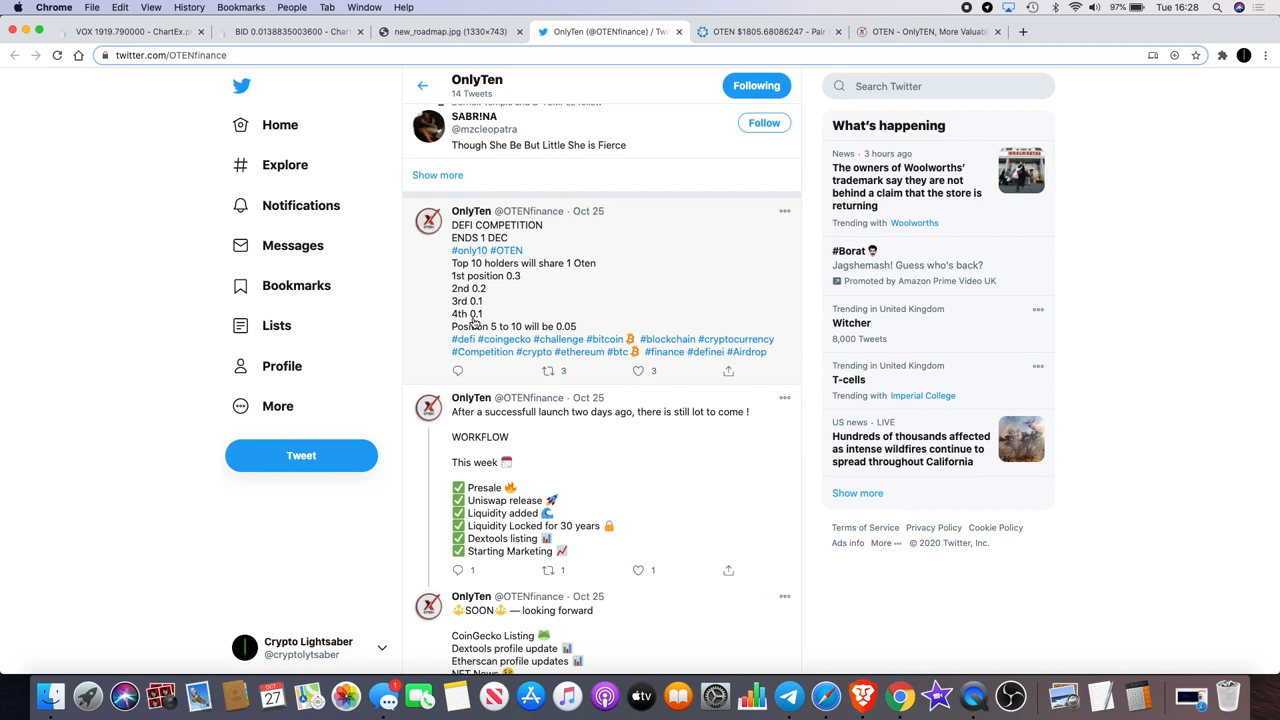 Chrome File Edit View History Bookmarks People Tab Window Help
97% Tue 16:28
VOX 1919.790000 - ChartEx.p
BID 0.0138835003600 - Chart
new_roadmap.jpg (1330×743)
OnlyTen (@OTENfinance) / Twi
OTEN $1805.68086247 - Pair
OTEN - OnlyTEN, More Valuabl
twitter.com/OTENfinance
Home
Explore
Notifications
Messages
Bookmarks
Lists
Profile
More
Tweet
Crypto Lightsaber
@cryptolytsaber
OnlyTen
14 Tweets
Following
SABR!NA
@mzcleopatra
Follow
Though She Be But Little She is Fierce
Show more
OnlyTen @OTENfinance · Oct 25
DEFI COMPETITION
ENDS 1 DEC
#only10 #OTEN
Top 10 holders will share 1 Oten
1st position 0.3
2nd 0.2
3rd 0.1
4th 0.1
Position 5 to 10 will be 0.05
#defi #coingecko #challenge #bitcoin #blockchain #cryptocurrency
#Competition #crypto #ethereum #btc #finance #definei #Airdrop
3 3
OnlyTen @OTENfinance · Oct 25
After a successfull launch two days ago, there is still lot to come !
WORKFLOW
This week
✅ Presale 🔥
✅ Uniswap release 🚀
✅ Liquidity added 🌊
✅ Liquidity Locked for 30 years 🔒
✅ Dextools listing 📊
✅ Starting Marketing 📈
1 1 1
OnlyTen @OTENfinance · Oct 25
🔱SOON🔱 — looking forward
CoinGecko Listing 🐸
Dextools profile update 📊
Etherscan profile updates 📊
Search Twitter
What's happening
News · 3 hours ago
The owners of Woolworths'
trademark say they are not
behind a claim that the store is
returning
Trending with Woolworths
#Borat
Jagshemash! Guess who's back?
Promoted by Amazon Prime Video UK
Trending in United Kingdom
Witcher
8,000 Tweets
Trending in United Kingdom
T-cells
Trending with Imperial College
US news · LIVE
Hundreds of thousands affected
as intense wildfires continue to
spread throughout California
Show more
Terms of Service Privacy Policy Cookie Policy
Ads info More © 2020 Twitter, Inc.
OCT
27
1
tv